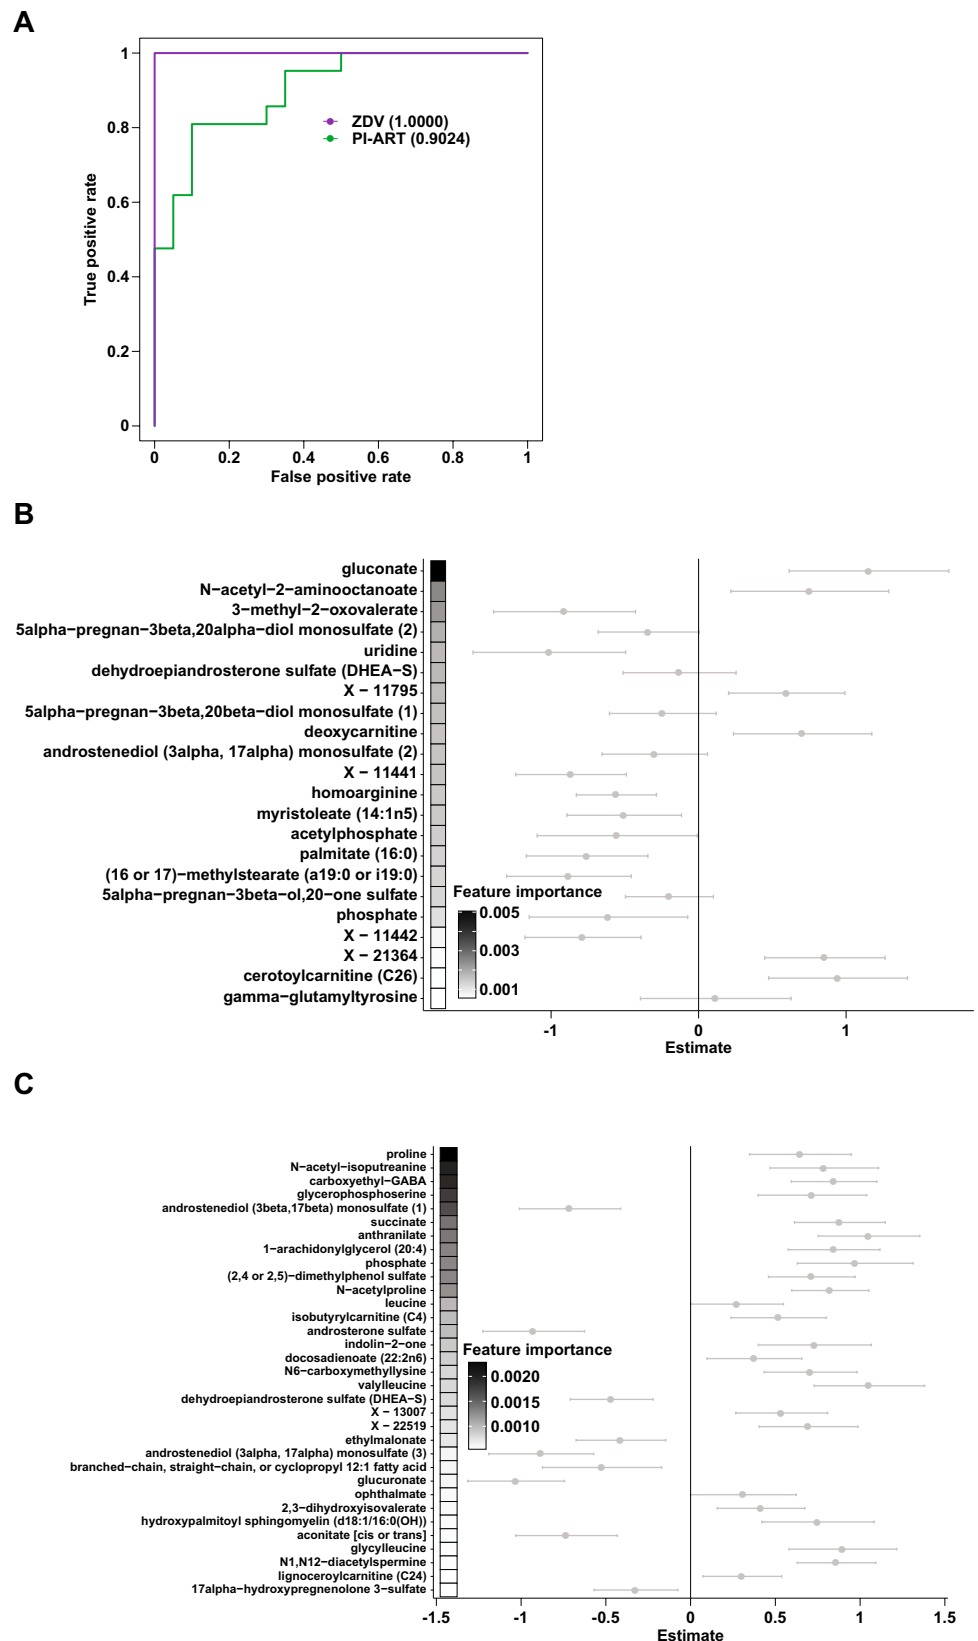 A
1
0.8
0.6
0.4
0.2
0
True positive rate
ZDV (1.0000)
PI-ART (0.9024)
0 0.2 0.4 0.6 0.8 1
False positive rate
B
gluconate
N−acetyl−2−aminooctanoate
3−methyl−2−oxovalerate
5alpha−pregnan−3beta,20alpha−diol monosulfate (2)
uridine
dehydroepiandrosterone sulfate (DHEA−S)
X − 11795
5alpha−pregnan−3beta,20beta−diol monosulfate (1)
deoxycarnitine
androstenediol (3alpha, 17alpha) monosulfate (2)
X − 11441
homoarginine
myristoleate (14:1n5)
acetylphosphate
palmitate (16:0)
(16 or 17)−methylstearate (a19:0 or i19:0)
5alpha−pregnan−3beta−ol,20−one sulfate
phosphate
X − 11442
X − 21364
cerotoylcarnitine (C26)
gamma−glutamyltyrosine
Feature importance
0.005
0.003
0.001
-1 0 1
Estimate
C
proline
N−acetyl−isoputreanine
carboxyethyl−GABA
glycerophosphoserine
androstenediol (3beta,17beta) monosulfate (1)
succinate
anthranilate
1−arachidonylglycerol (20:4)
phosphate
(2,4 or 2,5)−dimethylphenol sulfate
N−acetylproline
leucine
isobutyrylcarnitine (C4)
androsterone sulfate
indolin−2−one
docosadienoate (22:2n6)
N6−carboxymethyllysine
valylleucine
dehydroepiandrosterone sulfate (DHEA−S)
X − 13007
X − 22519
ethylmalonate
androstenediol (3alpha, 17alpha) monosulfate (3)
branched−chain, straight−chain, or cyclopropyl 12:1 fatty acid
glucuronate
ophthalmate
2,3−dihydroxyisovalerate
hydroxypalmitoyl sphingomyelin (d18:1/16:0(OH))
aconitate [cis or trans]
glycylleucine
N1,N12−diacetylspermine
lignoceroylcarnitine (C24)
17alpha−hydroxypregnenolone 3−sulfate
Feature importance
0.0020
0.0015
0.0010
-1.5 -1 -0.5 0 0.5 1 1.5
Estimate